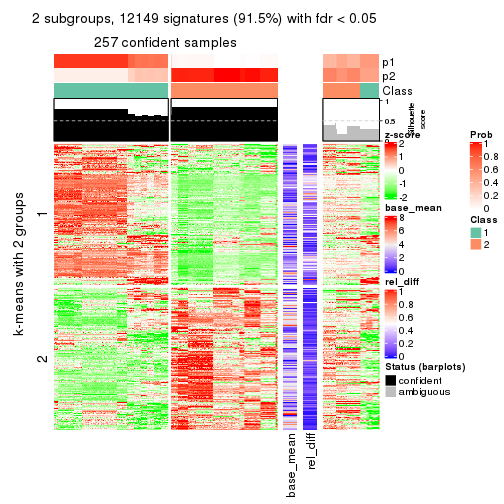 2 subgroups, 12149 signatures (91.5%) with fdr < 0.05
257 confident samples
p1
p2
Class
1
0.5
0
Silhouette
score
z-score
2
1
0
-1
-2
base_mean
8
6
4
2
0
rel_diff
1
0.8
0.6
0.4
0.2
0
Status (barplots)
confident
ambiguous
Prob
1
0.8
0.6
0.4
0.2
0
Class
1
2
k-means with 2 groups
1
2
base_mean
rel_diff